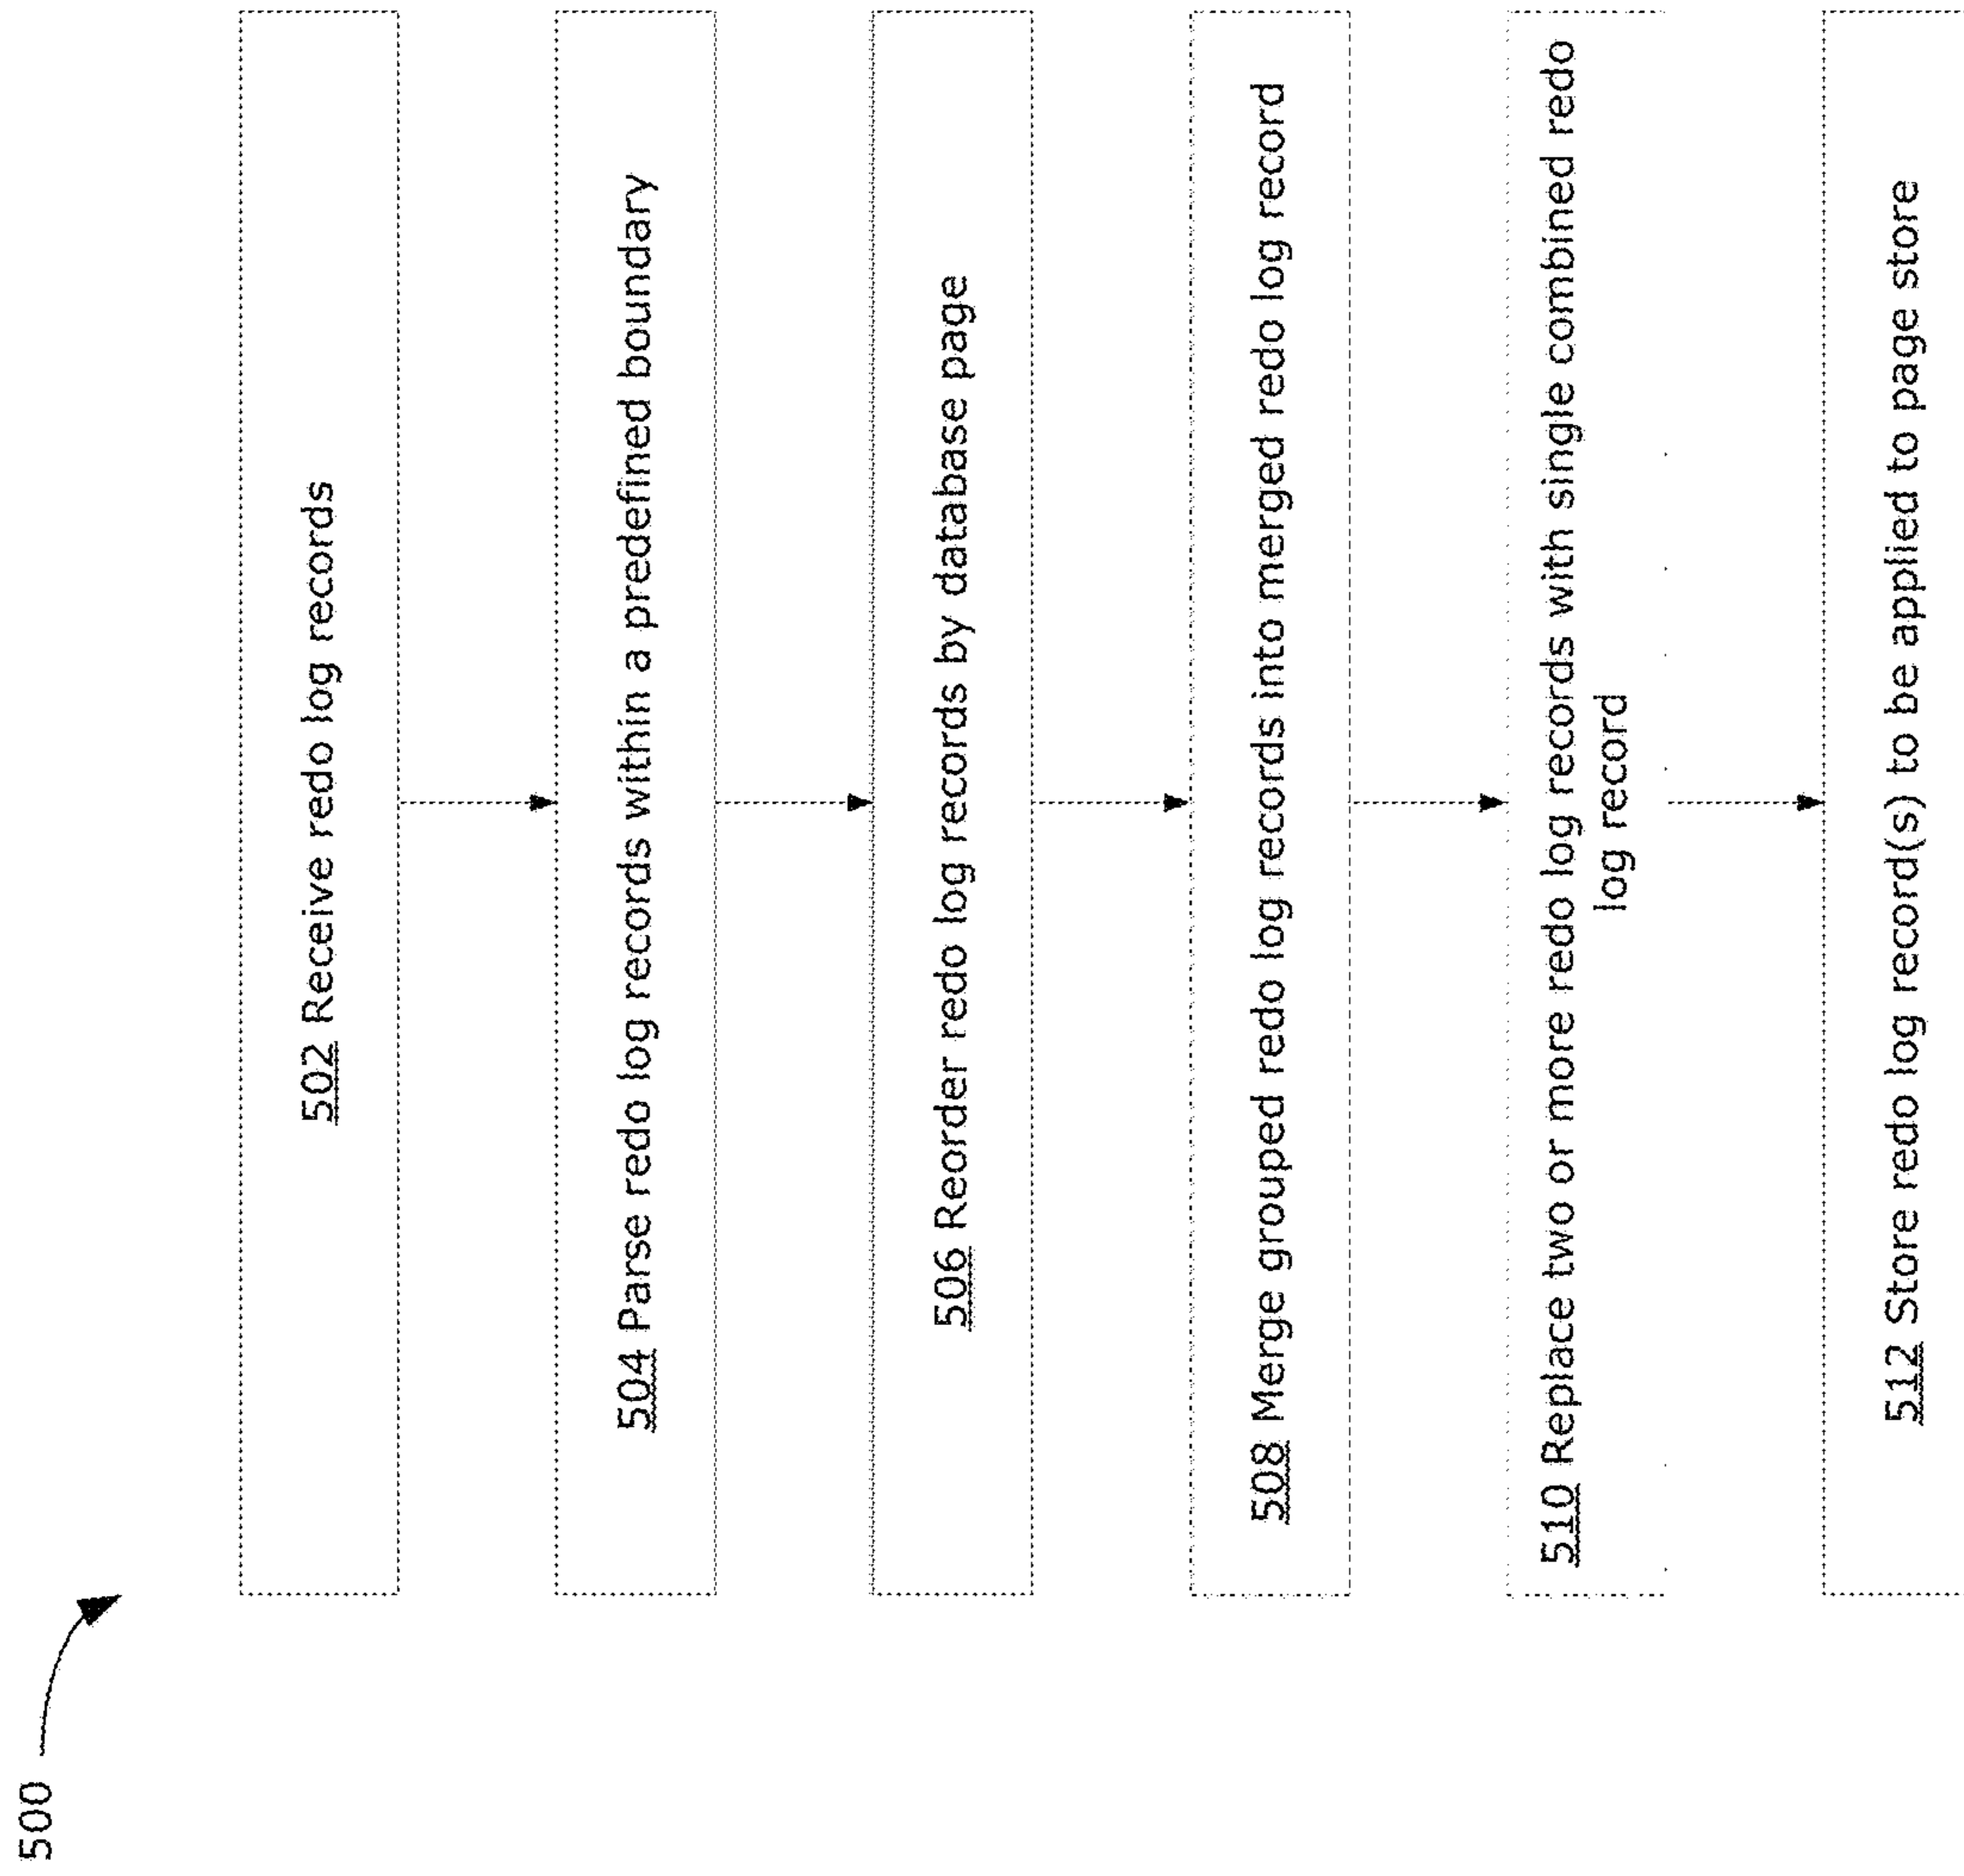 500
502 Receive redo log records
504 Parse redo log records within a predefined boundary
506 Reorder redo log records by database page
508 Merge grouped redo log records into merged redo log record
510 Replace two or more redo log records with single combined redo
log record
512 Store redo log record(s) to be applied to page store